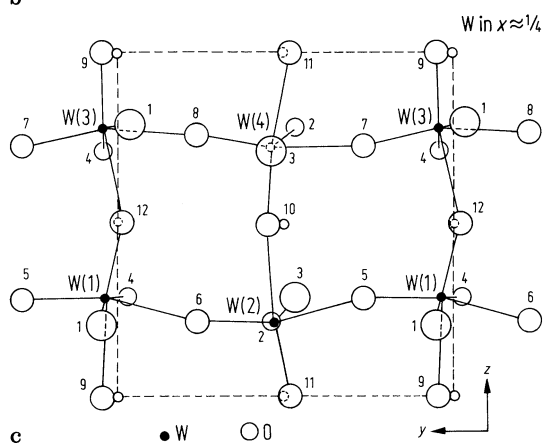 b
W in x≈1/4
9 11 9
W(3) 1 8 W(4) 2 W(3) 1
7 4 3 7 4 8
12 10 12
5 W(1) 4 3 5 W(1) 4
6 W(2) 2 6
1 1
9 11 9
z
y
c W O